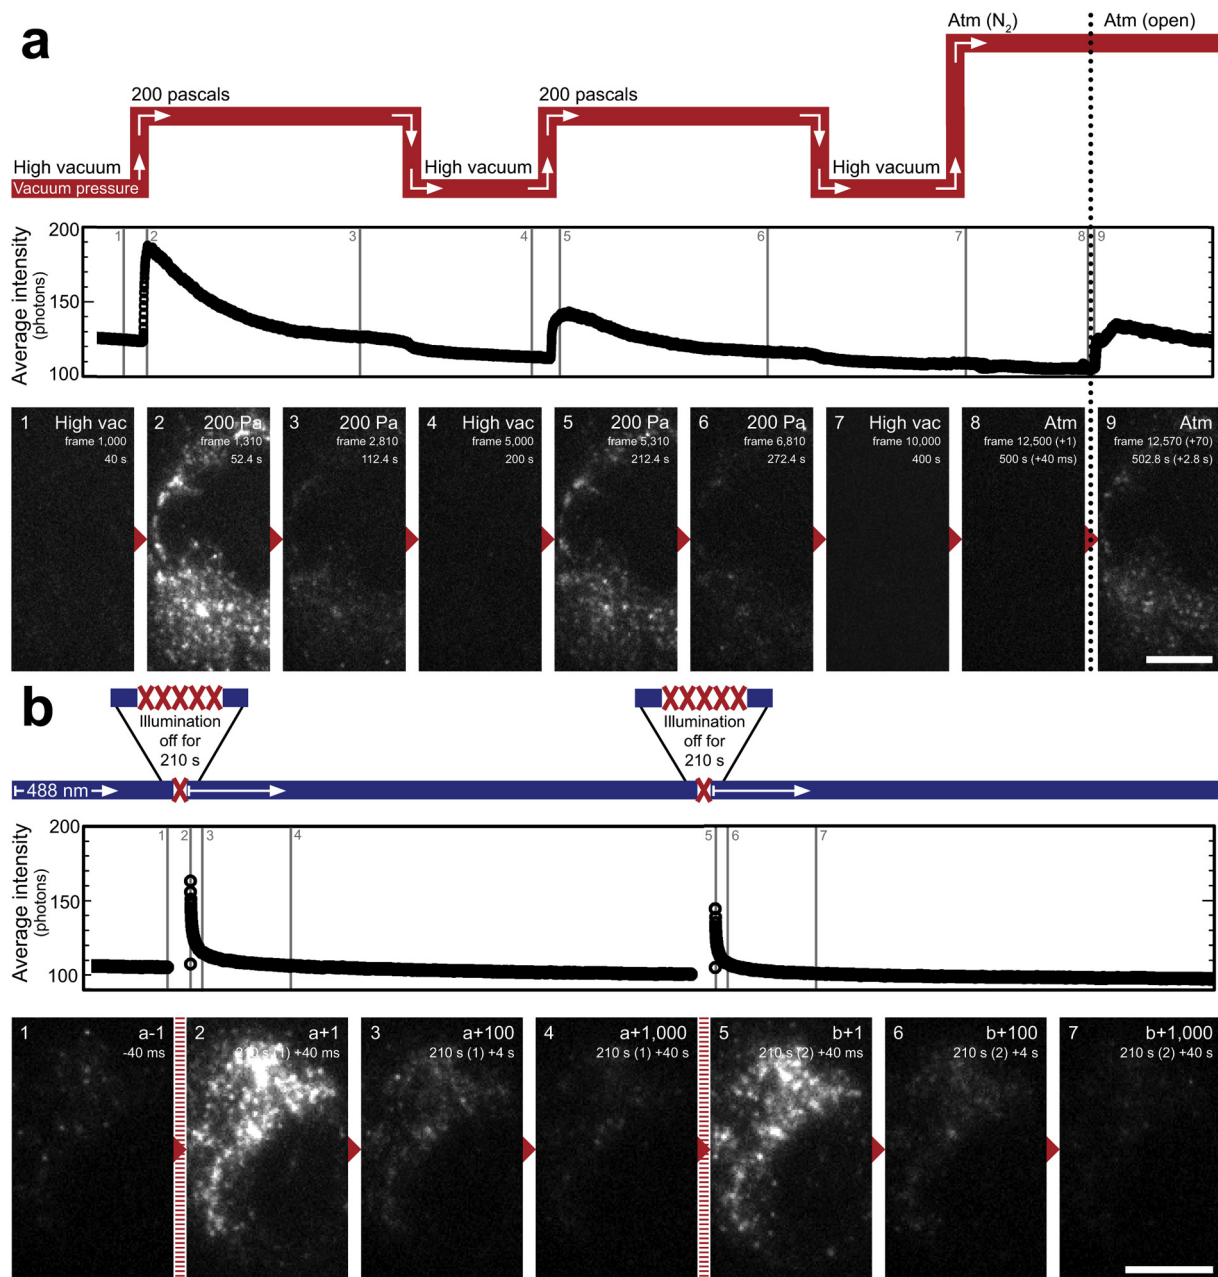 a
Atm (N₂)
Atm (open)
200 pascals
200 pascals
High vacuum
High vacuum
High vacuum
Vacuum pressure
200
150
100
Average intensity
(photons)
1
2
3
4
5
6
7
8
9
1
High vac
frame 1,000
40 s
2
200 Pa
frame 1,310
52.4 s
3
200 Pa
frame 2,810
112.4 s
4
High vac
frame 5,000
200 s
5
200 Pa
frame 5,310
212.4 s
6
200 Pa
frame 6,810
272.4 s
7
High vac
frame 10,000
400 s
8
Atm
frame 12,500 (+1)
500 s (+40 ms)
9
Atm
frame 12,570 (+70)
502.8 s (+2.8 s)
b
Illumination
off for
210 s
Illumination
off for
210 s
488 nm
200
150
100
Average intensity
(photons)
1
2
3
4
5
6
7
1
a-1
-40 ms
2
a+1
210 s (1) +40 ms
3
a+100
210 s (1) +4 s
4
a+1,000
210 s (1) +40 s
5
b+1
210 s (2) +40 ms
6
b+100
210 s (2) +4 s
7
b+1,000
210 s (2) +40 s